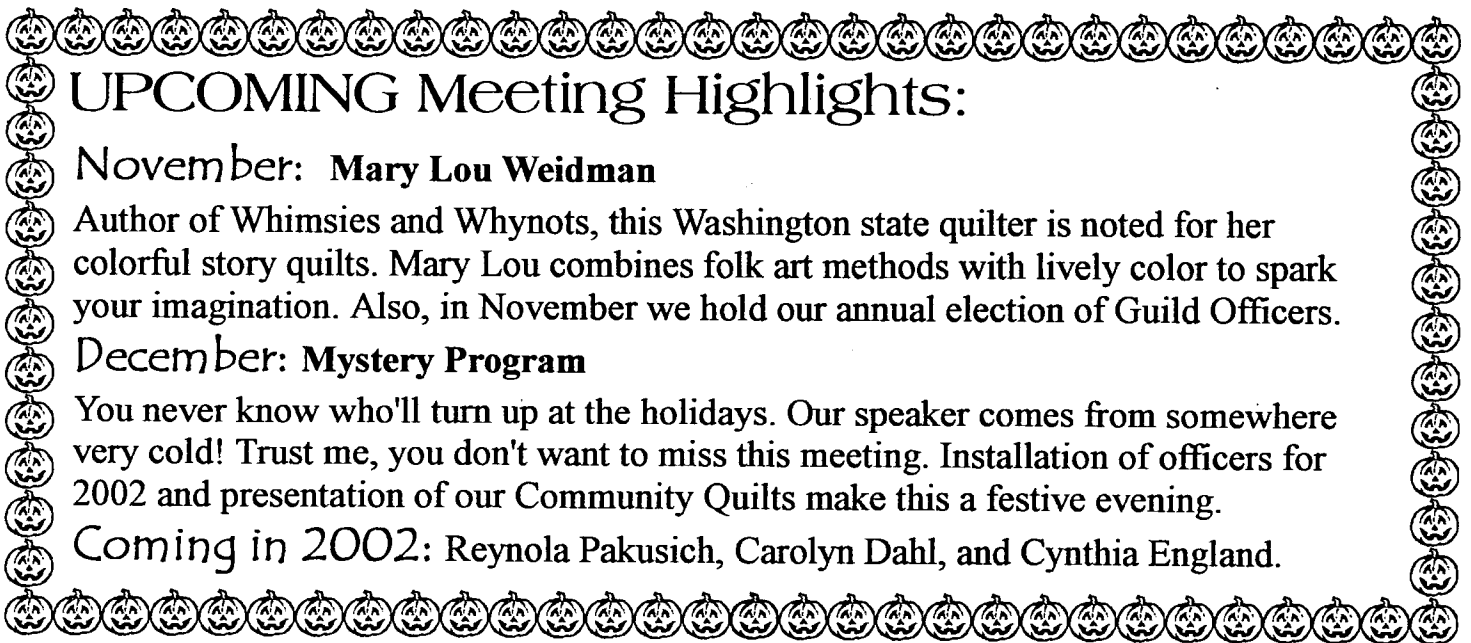 UPCOMING Meeting Highlights:
November: Mary Lou Weidman
Author of Whimsies and Whynots, this Washington state quilter is noted for her
colorful story quilts. Mary Lou combines folk art methods with lively color to spark
your imagination. Also, in November we hold our annual election of Guild Officers.
December: Mystery Program
You never know who'll turn up at the holidays. Our speaker comes from somewhere
very cold! Trust me, you don't want to miss this meeting. Installation of officers for
2002 and presentation of our Community Quilts make this a festive evening.
Coming in 2002: Reynola Pakusich, Carolyn Dahl, and Cynthia England.